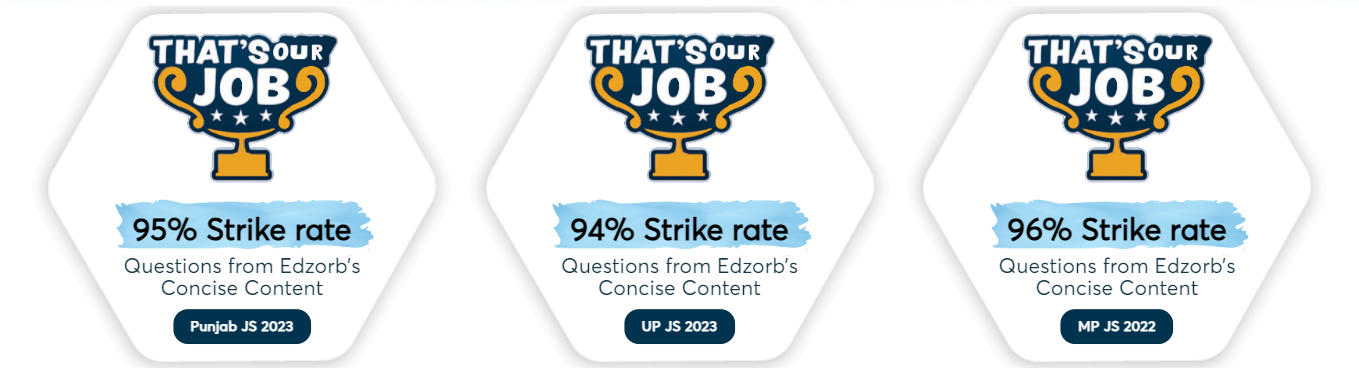 THAT'S OUR
JOB
95% Strike rate
Questions from Edzorb's
Concise Content
Punjab JS 2023
THAT'S OUR
JOB
94% Strike rate
Questions from Edzorb's
Concise Content
UP JS 2023
THAT'S OUR
JOB
96% Strike rate
Questions from Edzorb's
Concise Content
MP JS 2022